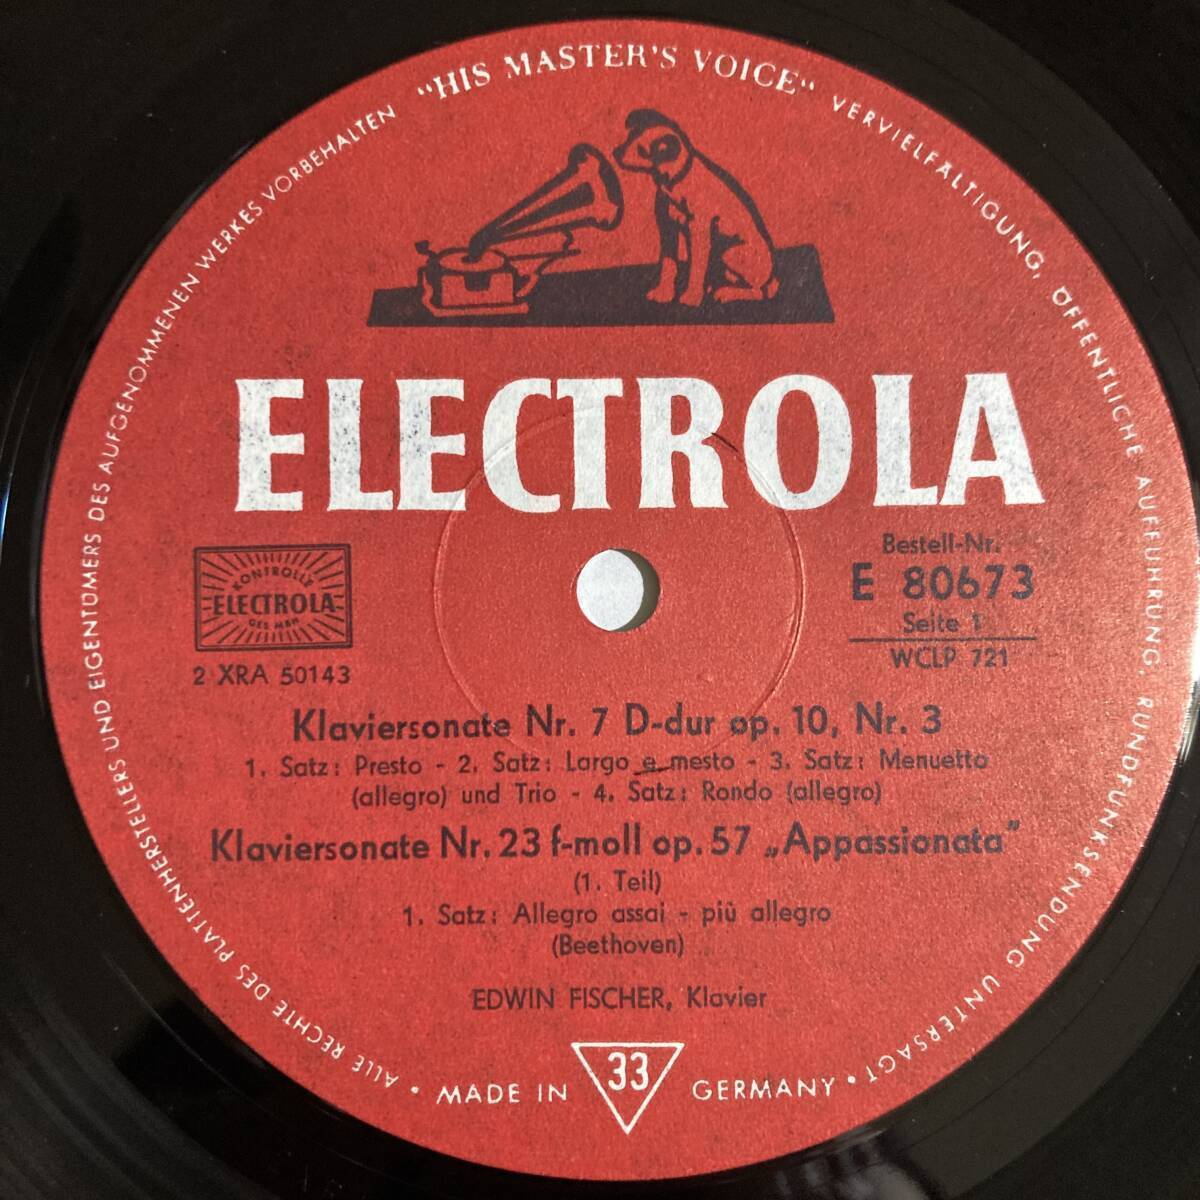 "HIS MASTER'S VOICE"
VERVIELFÄLTIGUNG, ÖFFENTLICHE AUFFÜHRUNG, RUNDFUNKSENDUNG UNTERSAGT •
ALLE RECHTE DES PLATTENHERSTELLERS UND EIGENTÜMERS DES AUFGENOMMENEN WERKES VORBEHALTEN
ELECTROLA
KONTROLLE
ELECTROLA
GES MBH
2 XRA 50143
Bestell-Nr.
E 80673
Seite 1
WCLP 721
Klaviersonate Nr. 7 D-dur op. 10, Nr. 3
1. Satz: Presto - 2. Satz: Largo e mesto - 3. Satz: Menuetto
(allegro) und Trio - 4. Satz: Rondo (allegro)
Klaviersonate Nr. 23 f-moll op. 57 „Appassionata"
(1. Teil)
1. Satz: Allegro assai - più allegro
(Beethoven)
EDWIN FISCHER, Klavier
• MADE IN 33 GERMANY